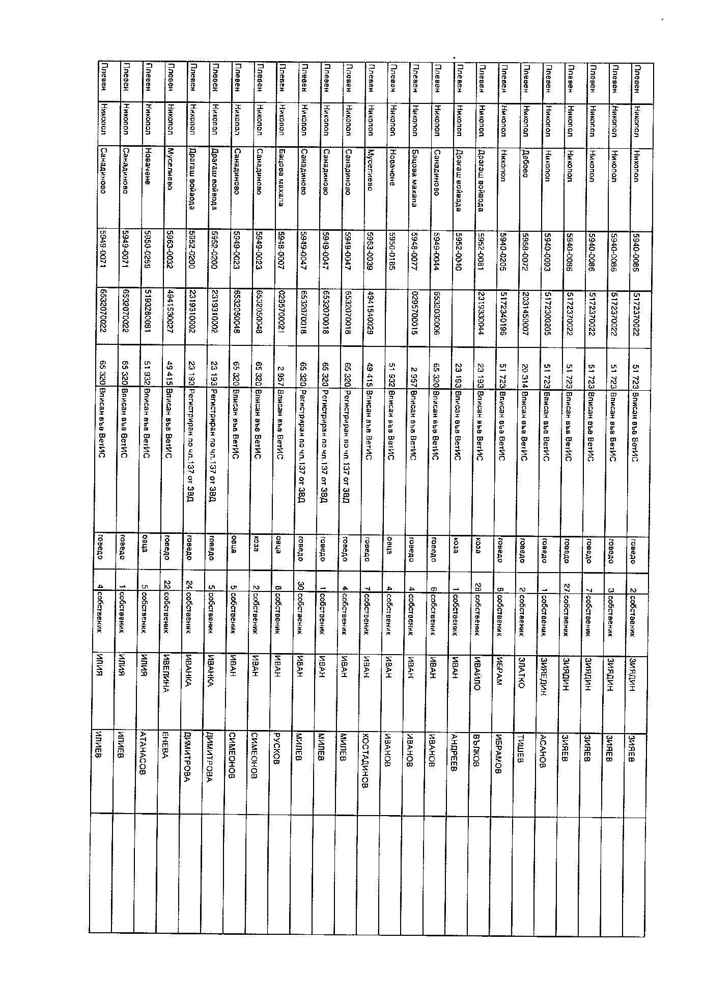 Плевен Никопол Никопол 5940-0086 5172370022 51 723 Вписан във ВетИС говедо 2 собственик ЗИЯДИН ЗИЯЕВ
Плевен Никопол Никопол 5940-0086 5172370022 51 723 Вписан във ВетИС говедо 3 собственик ЗИЯДИН ЗИЯЕВ
Плевен Никопол Никопол 5940-0086 5172370022 51 723 Вписан във ВетИС говедо 7 собственик ЗИЯДИН ЗИЯЕВ
Плевен Никопол Никопол 5940-0086 5172370022 51 723 Вписан във ВетИС говедо 27 собственик ЗИЯДИН ЗИЯЕВ
Плевен Никопол Никопол 5940-0093 5172300205 51 723 Вписан във ВетИС говедо 1 собственик ЗИЯЕДИН АСАНОВ
Плевен Никопол Дебово 5958-0072 2031450007 20 314 Вписан във ВетИС говедо 2 собственик ЗЛАТКО ТИШЕВ
Плевен Никопол Никопол 5940-0205 5172340196 51 723 Вписан във ВетИС говедо 8 собственик ИБРАМ ИБРАМОВ
Плевен Никопол Драгаш войвода 5952-0081 2319330044 23 193 Вписан във ВетИС коза 28 собственик ИВАЙЛО ВЪЛКОВ
Плевен Никопол Драгаш войвода 5952-0040 23 193 Вписан във ВетИС коза 1 собственик ИВАН АНДРЕЕВ
Плевен Никопол Санадиново 5949-0044 6532030006 65 320 Вписан във ВетИС говедо 6 собственик ИВАН ИВАНОВ
Плевен Никопол Бацова махала 5948-0077 0295700015 2 957 Вписан във ВетИС говедо 4 собственик ИВАН ИВАНОВ
Плевен Никопол Новачене 5950-0185 51 932 Вписан във ВетИС овца 4 собственик ИВАН ИВАНОВ
Плевен Никопол Муселиево 5963-0039 4941540029 49 415 Вписан във ВетИС говедо 7 собственик ИВАН КОСТАДИНОВ
Плевен Никопол Санадиново 5949-0047 6532070018 65 320 Регистриран по чл.137 от ЗВД говедо 4 собственик ИВАН МИЛЕВ
Плевен Никопол Санадиново 5949-0047 6532070018 65 320 Регистриран по чл.137 от ЗВД говедо 1 собственик ИВАН МИЛЕВ
Плевен Никопол Санадиново 5949-0047 6532070018 65 320 Регистриран по чл.137 от ЗВД говедо 30 собственик ИВАН МИЛЕВ
Плевен Никопол Бацова махала 5948-0007 0295700021 2 957 Вписан във ВетИС овца 8 собственик ИВАН РУСКОВ
Плевен Никопол Санадиново 5949-0023 6532050048 65 320 Вписан във ВетИС коза 2 собственик ИВАН СИМЕОНОВ
Плевен Никопол Санадиново 5949-0023 6532050048 65 320 Вписан във ВетИС овца 5 собственик ИВАН СИМЕОНОВ
Плевен Никопол Драгаш войвода 5952-0200 2319310002 23 193 Регистриран по чл.137 от ЗВД говедо 5 собственик ИВАНКА ДИМИТРОВА
Плевен Никопол Драгаш войвода 5952-0200 2319310002 23 193 Регистриран по чл.137 от ЗВД говедо 24 собственик ИВАНКА ДИМИТРОВА
Плевен Никопол Муселиево 5963-0032 4941530027 49 415 Вписан във ВетИС говедо 22 собственик ИВЕЛИНА ЕНЕВА
Плевен Никопол Новачене 5950-0259 5193280081 51 932 Вписан във ВетИС овца 5 собственик ИЛИЯ АТАНАСОВ
Плевен Никопол Санадиново 5949-0071 6532070022 65 320 Вписан във ВетИС говедо 1 собственик ИЛИЯ ИЛИЕВ
Плевен Никопол Санадиново 5949-0071 6532070022 65 320 Вписан във ВетИС говедо 4 собственик ИЛИЯ ИЛИЕВ